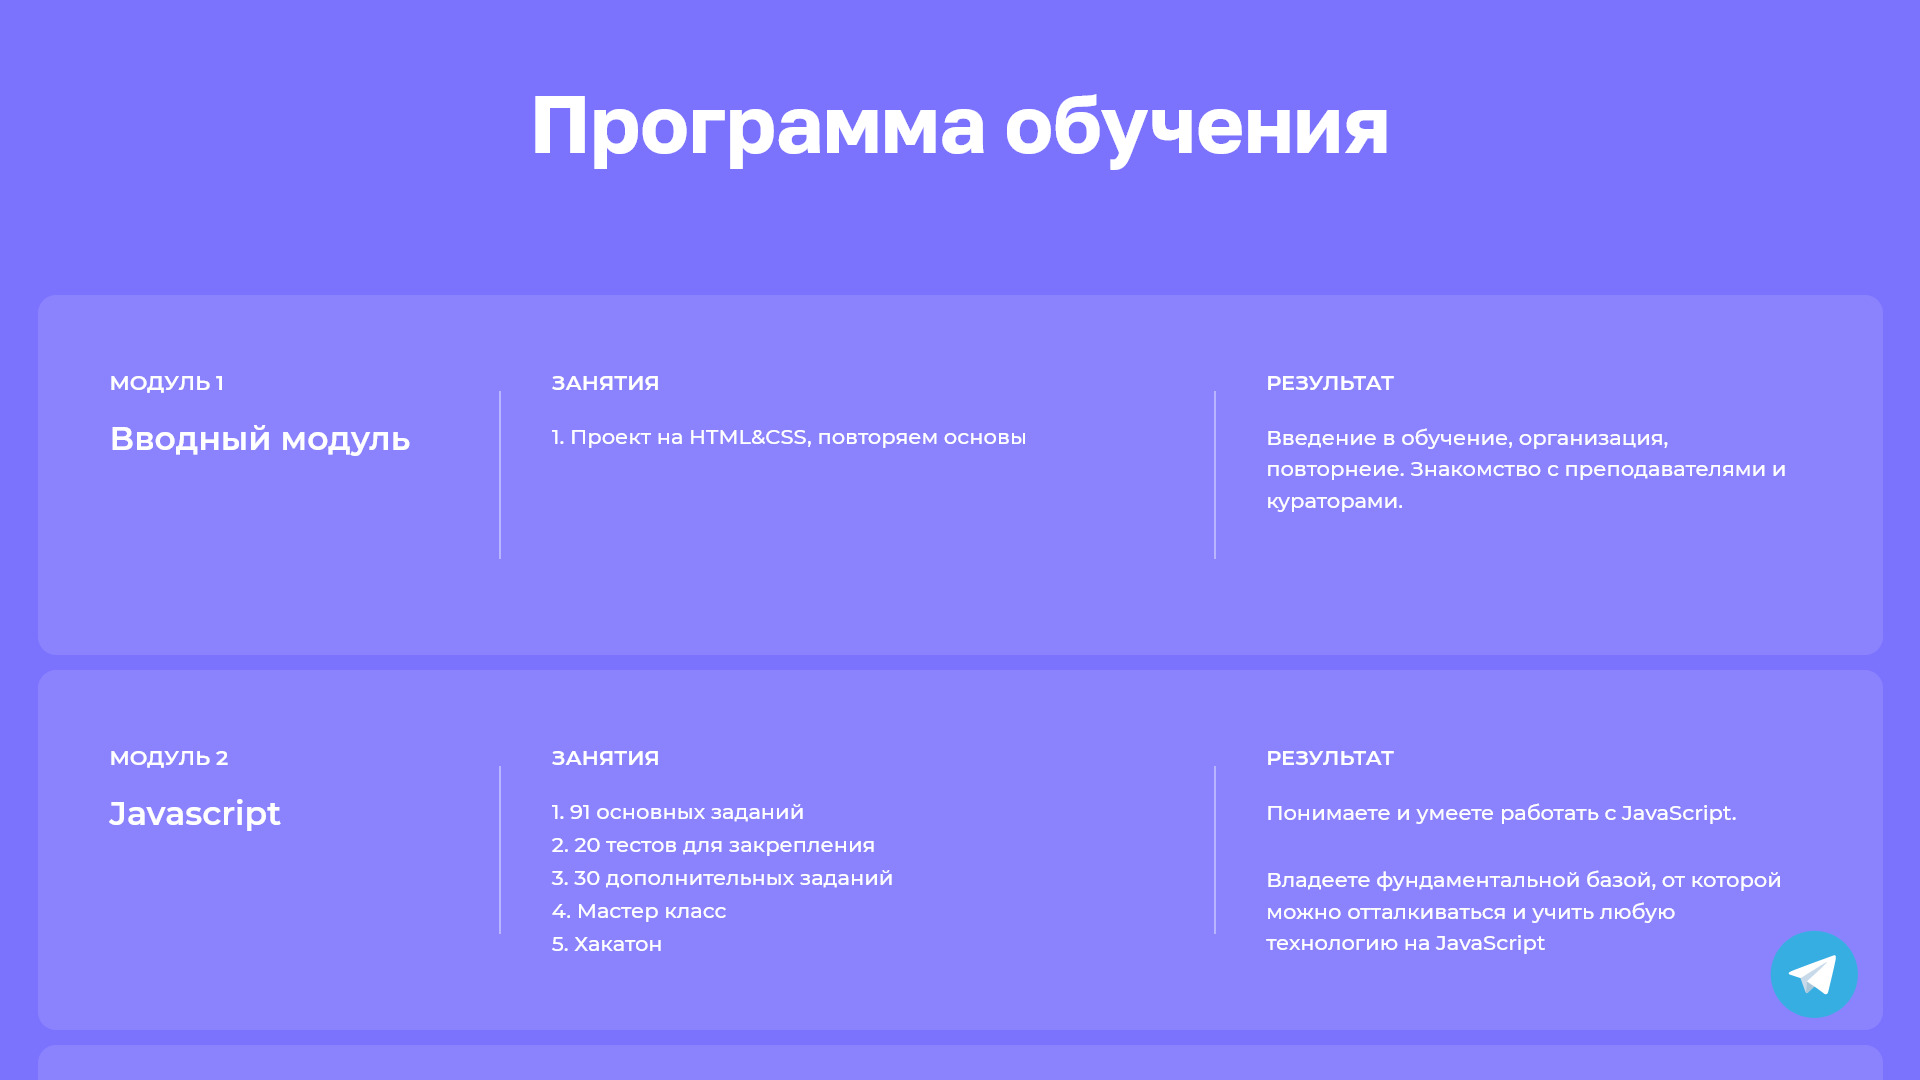 Программа обучения
МОДУЛЬ 1
Вводный модуль
ЗАНЯТИЯ
1. Проект на HTML&CSS, повторяем основы
РЕЗУЛЬТАТ
Введение в обучение, организация,
повторнеие. Знакомство с преподавателями и
кураторами.
МОДУЛЬ 2
Javascript
ЗАНЯТИЯ
1. 91 основных заданий
2. 20 тестов для закрепления
3. 30 дополнительных заданий
4. Мастер класс
5. Хакатон
РЕЗУЛЬТАТ
Понимаете и умеете работать с JavaScript.
Владеете фундаментальной базой, от которой
можно отталкиваться и учить любую
технологию на JavaScript